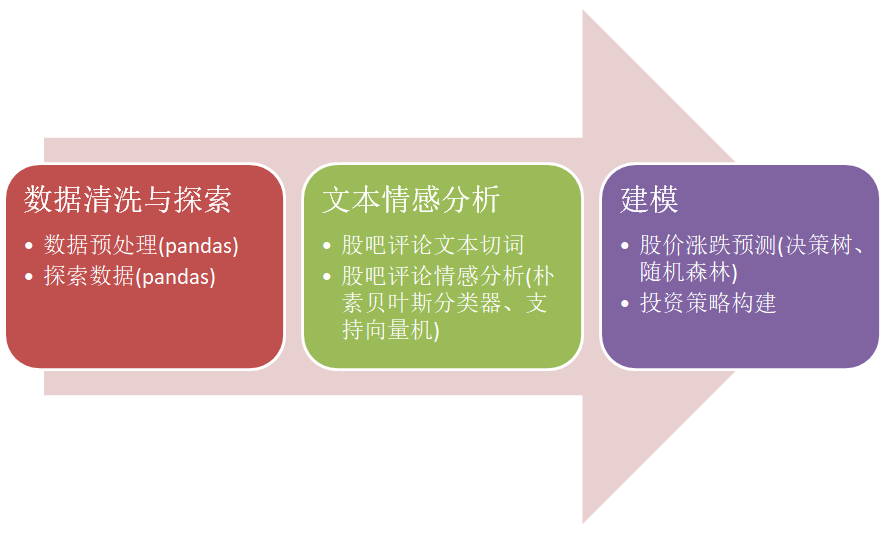 数据清洗与探索
• 数据预处理(pandas)
• 探索数据(pandas)
文本情感分析
• 股吧评论文本切词
• 股吧评论情感分析(朴
素贝叶斯分类器、支
持向量机)
建模
• 股价涨跌预测(决策树、
随机森林)
• 投资策略构建